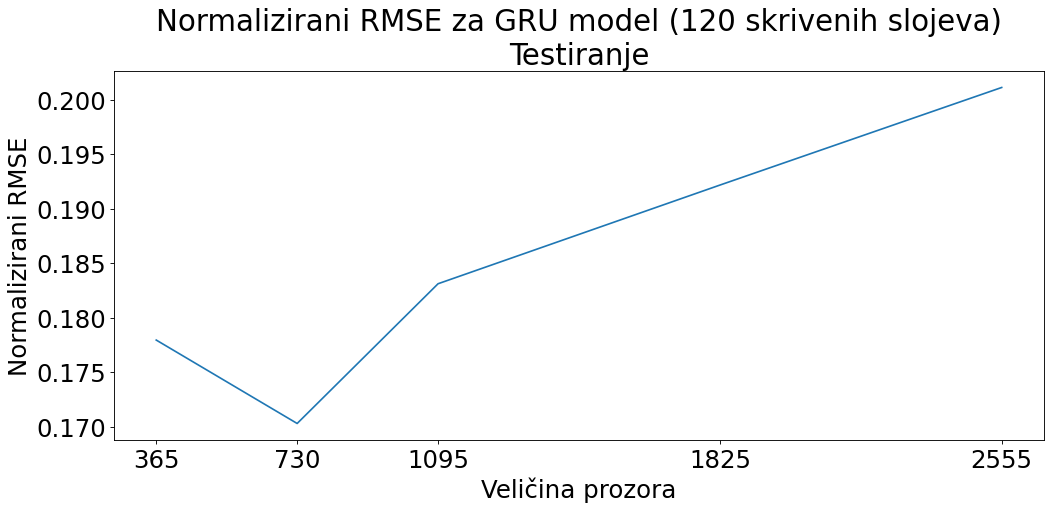 Normalizirani RMSE za GRU model (120 skrivenih slojeva)
Testiranje
Normalizirani RMSE
0.200
0.195
0.190
0.185
0.180
0.175
0.170
365 730 1095 1825 2555
Veličina prozora